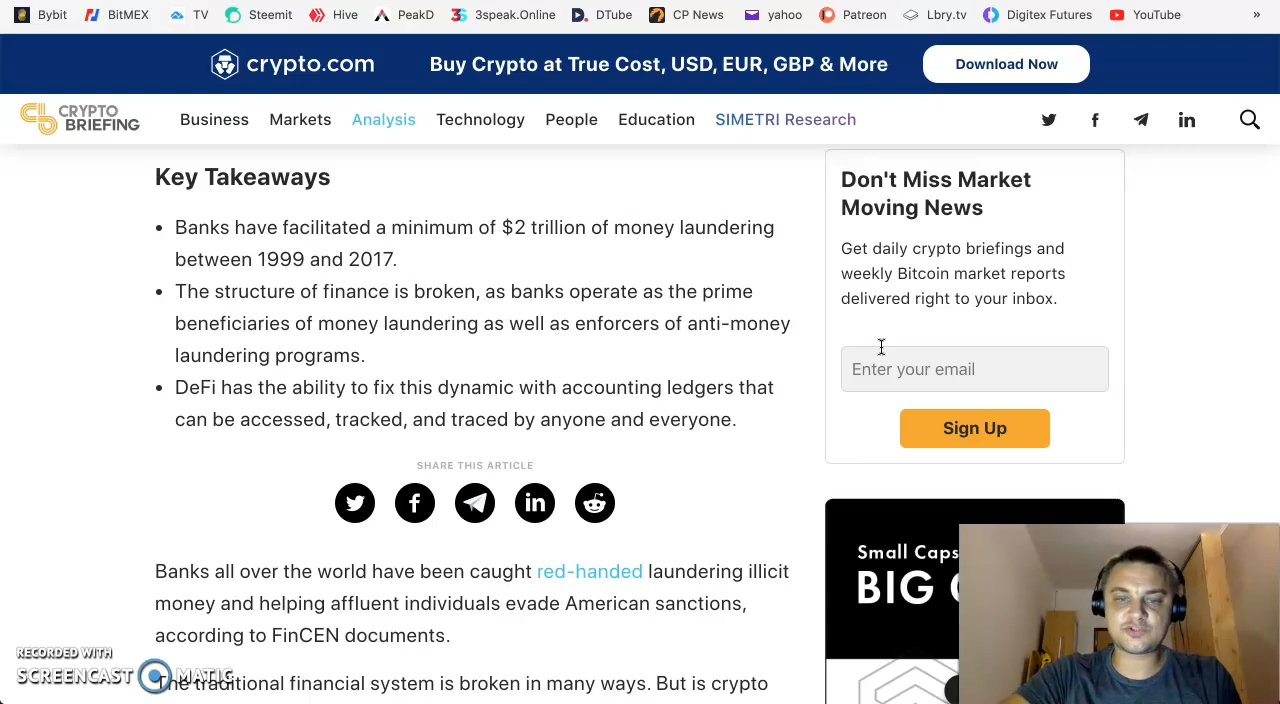 Bybit BitMEX TV Steemit Hive PeakD 3speak.Online DTube CP News yahoo Patreon Lbry.tv Digitex Futures YouTube »
crypto.com Buy Crypto at True Cost, USD, EUR, GBP & More Download Now
CRYPTO BRIEFING Business Markets Analysis Technology People Education SIMETRI Research
Key Takeaways
• Banks have facilitated a minimum of $2 trillion of money laundering
between 1999 and 2017.
• The structure of finance is broken, as banks operate as the prime
beneficiaries of money laundering as well as enforcers of anti-money
laundering programs.
• DeFi has the ability to fix this dynamic with accounting ledgers that
can be accessed, tracked, and traced by anyone and everyone.
SHARE THIS ARTICLE
Banks all over the world have been caught red-handed laundering illicit
money and helping affluent individuals evade American sanctions,
according to FinCEN documents.
The traditional financial system is broken in many ways. But is crypto
Don't Miss Market
Moving News
Get daily crypto briefings and
weekly Bitcoin market reports
delivered right to your inbox.
Enter your email
Sign Up
Small Caps
BIG
RECORDED WITH
SCREENCAST MATIC